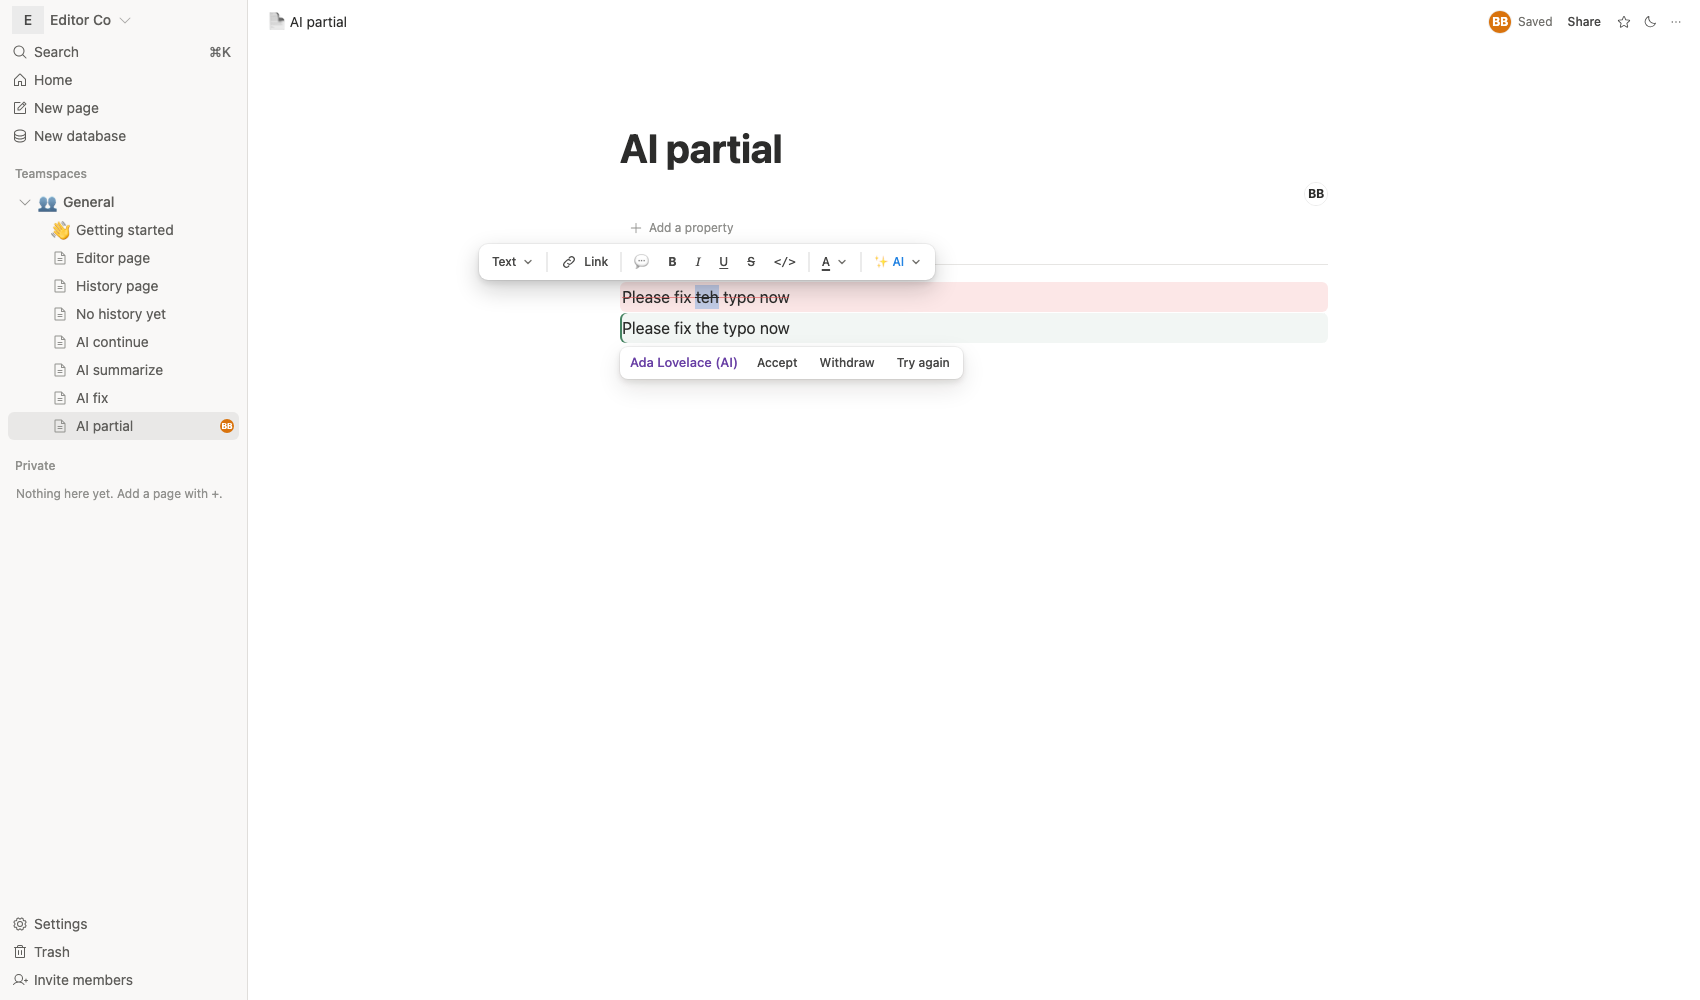 E Editor Co
Search ⌘K
Home
New page
New database
Teamspaces
General
Getting started
Editor page
History page
No history yet
AI continue
AI summarize
AI fix
AI partial BB
Private
Nothing here yet. Add a page with +.
Settings
Trash
Invite members
AI partial
BB Saved Share
AI partial
BB
Add a property
Text Link B I U S </> A AI
Please fix teh typo now
Please fix the typo now
Ada Lovelace (AI) Accept Withdraw Try again